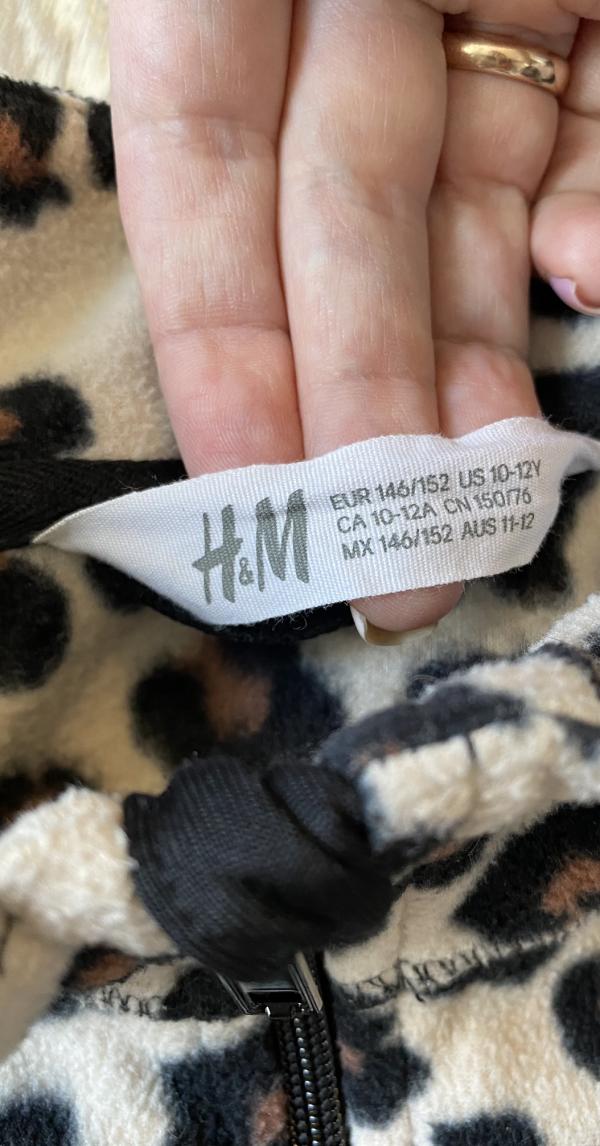 H&M
EUR 146/152 US 10-12Y
CA 10-12A CN 150/76
MX 146/152 AUS 11-12